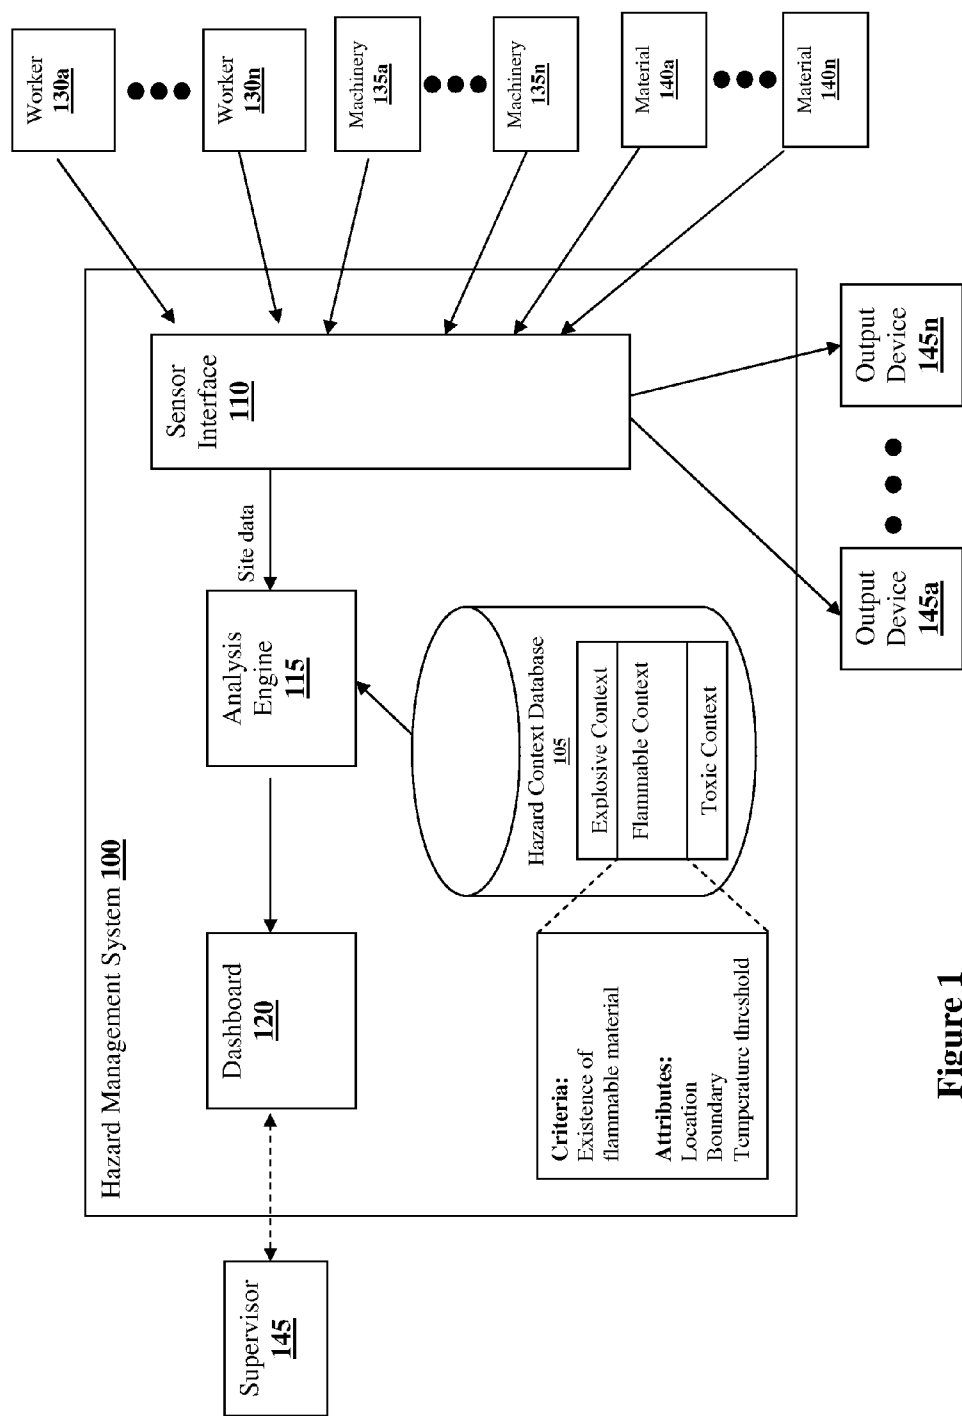 Hazard Management System 100
Supervisor
145
Dashboard
120
Analysis
Engine
115
Site data
Sensor
Interface
110
Worker
130a
Worker
130n
Machinery
135a
Machinery
135n
Material
140a
Material
140n
Criteria:
Existence of
flammable material
Attributes:
Location
Boundary
Temperature threshold
Hazard Context Database
105
Explosive Context
Flammable Context
Toxic Context
Output
Device
145a
Output
Device
145n
Figure 1